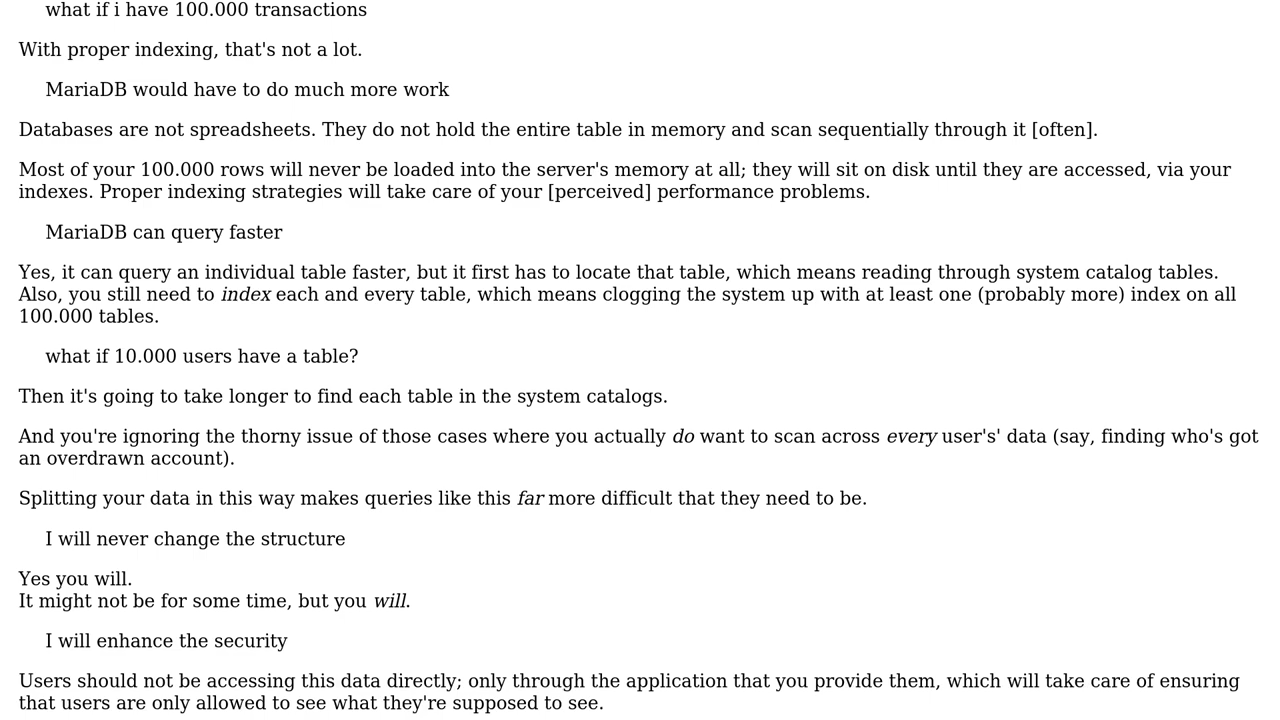 what if i have 100.000 transactions
With proper indexing, that's not a lot.
MariaDB would have to do much more work
Databases are not spreadsheets. They do not hold the entire table in memory and scan sequentially through it [often].
Most of your 100.000 rows will never be loaded into the server's memory at all; they will sit on disk until they are accessed, via your
indexes. Proper indexing strategies will take care of your [perceived] performance problems.
MariaDB can query faster
Yes, it can query an individual table faster, but it first has to locate that table, which means reading through system catalog tables.
Also, you still need to index each and every table, which means clogging the system up with at least one (probably more) index on all
100.000 tables.
what if 10.000 users have a table?
Then it's going to take longer to find each table in the system catalogs.
And you're ignoring the thorny issue of those cases where you actually do want to scan across every user's' data (say, finding who's got
an overdrawn account).
Splitting your data in this way makes queries like this far more difficult that they need to be.
I will never change the structure
Yes you will.
It might not be for some time, but you will.
I will enhance the security
Users should not be accessing this data directly; only through the application that you provide them, which will take care of ensuring
that users are only allowed to see what they're supposed to see.